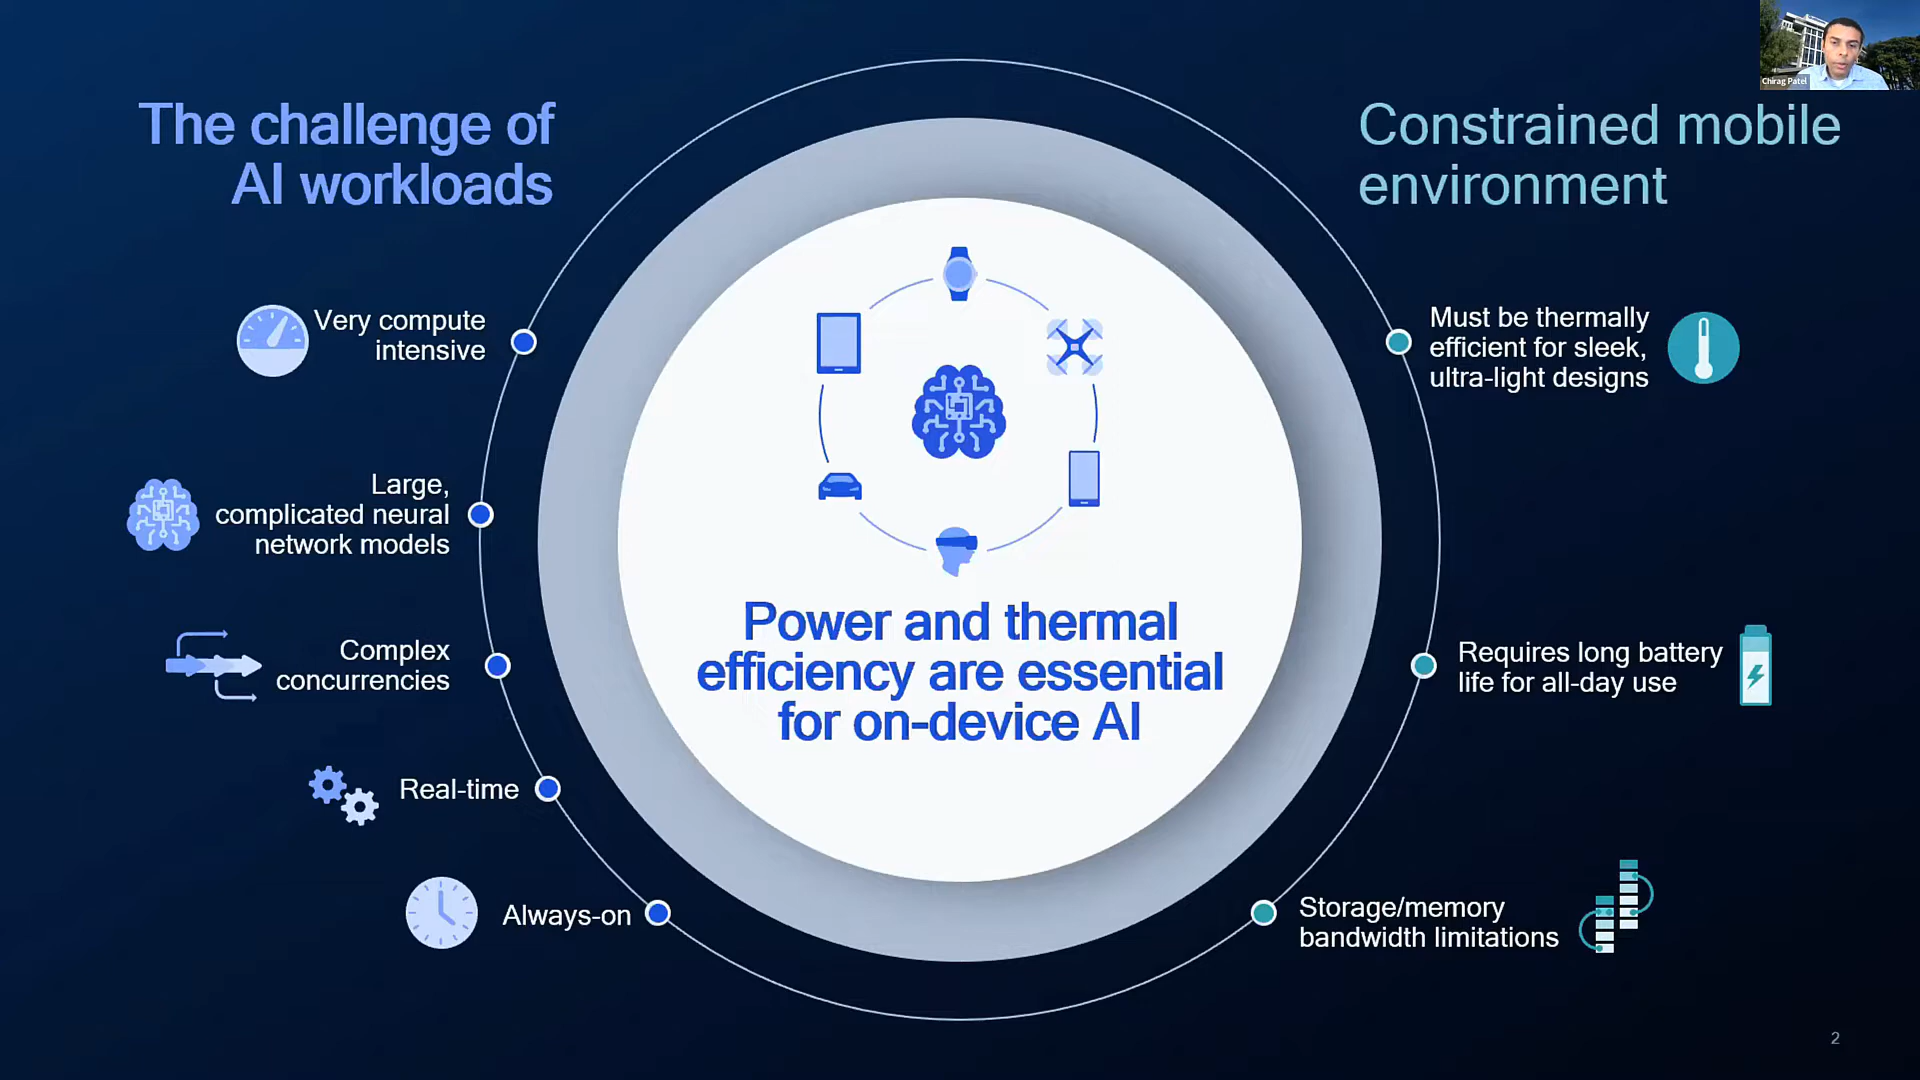 Chirag Patel
The challenge of
AI workloads
Very compute
intensive
Large,
complicated neural
network models
Complex
concurrencies
Real-time
Always-on
Power and thermal
efficiency are essential
for on-device AI
Constrained mobile
environment
Must be thermally
efficient for sleek,
ultra-light designs
Requires long battery
life for all-day use
Storage/memory
bandwidth limitations
2